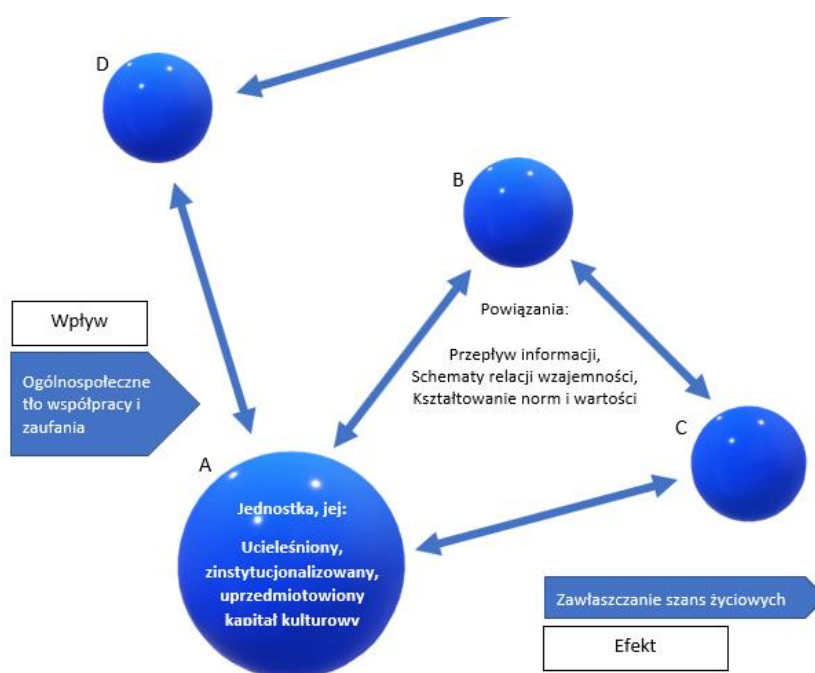 D
B
Powiązania:
Przepływ informacji,
Schematy relacji wzajemności,
Kształtowanie norm i wartości
Wpływ
Ogólnospołeczne
tło współpracy i
zaufania
C
A
Jednostka, jej:
Ucieleśniony,
zinstytucjonalizowany,
uprzedmiotowiony
kapitał kulturowy
Zawłaszczanie szans życiowych
Efekt